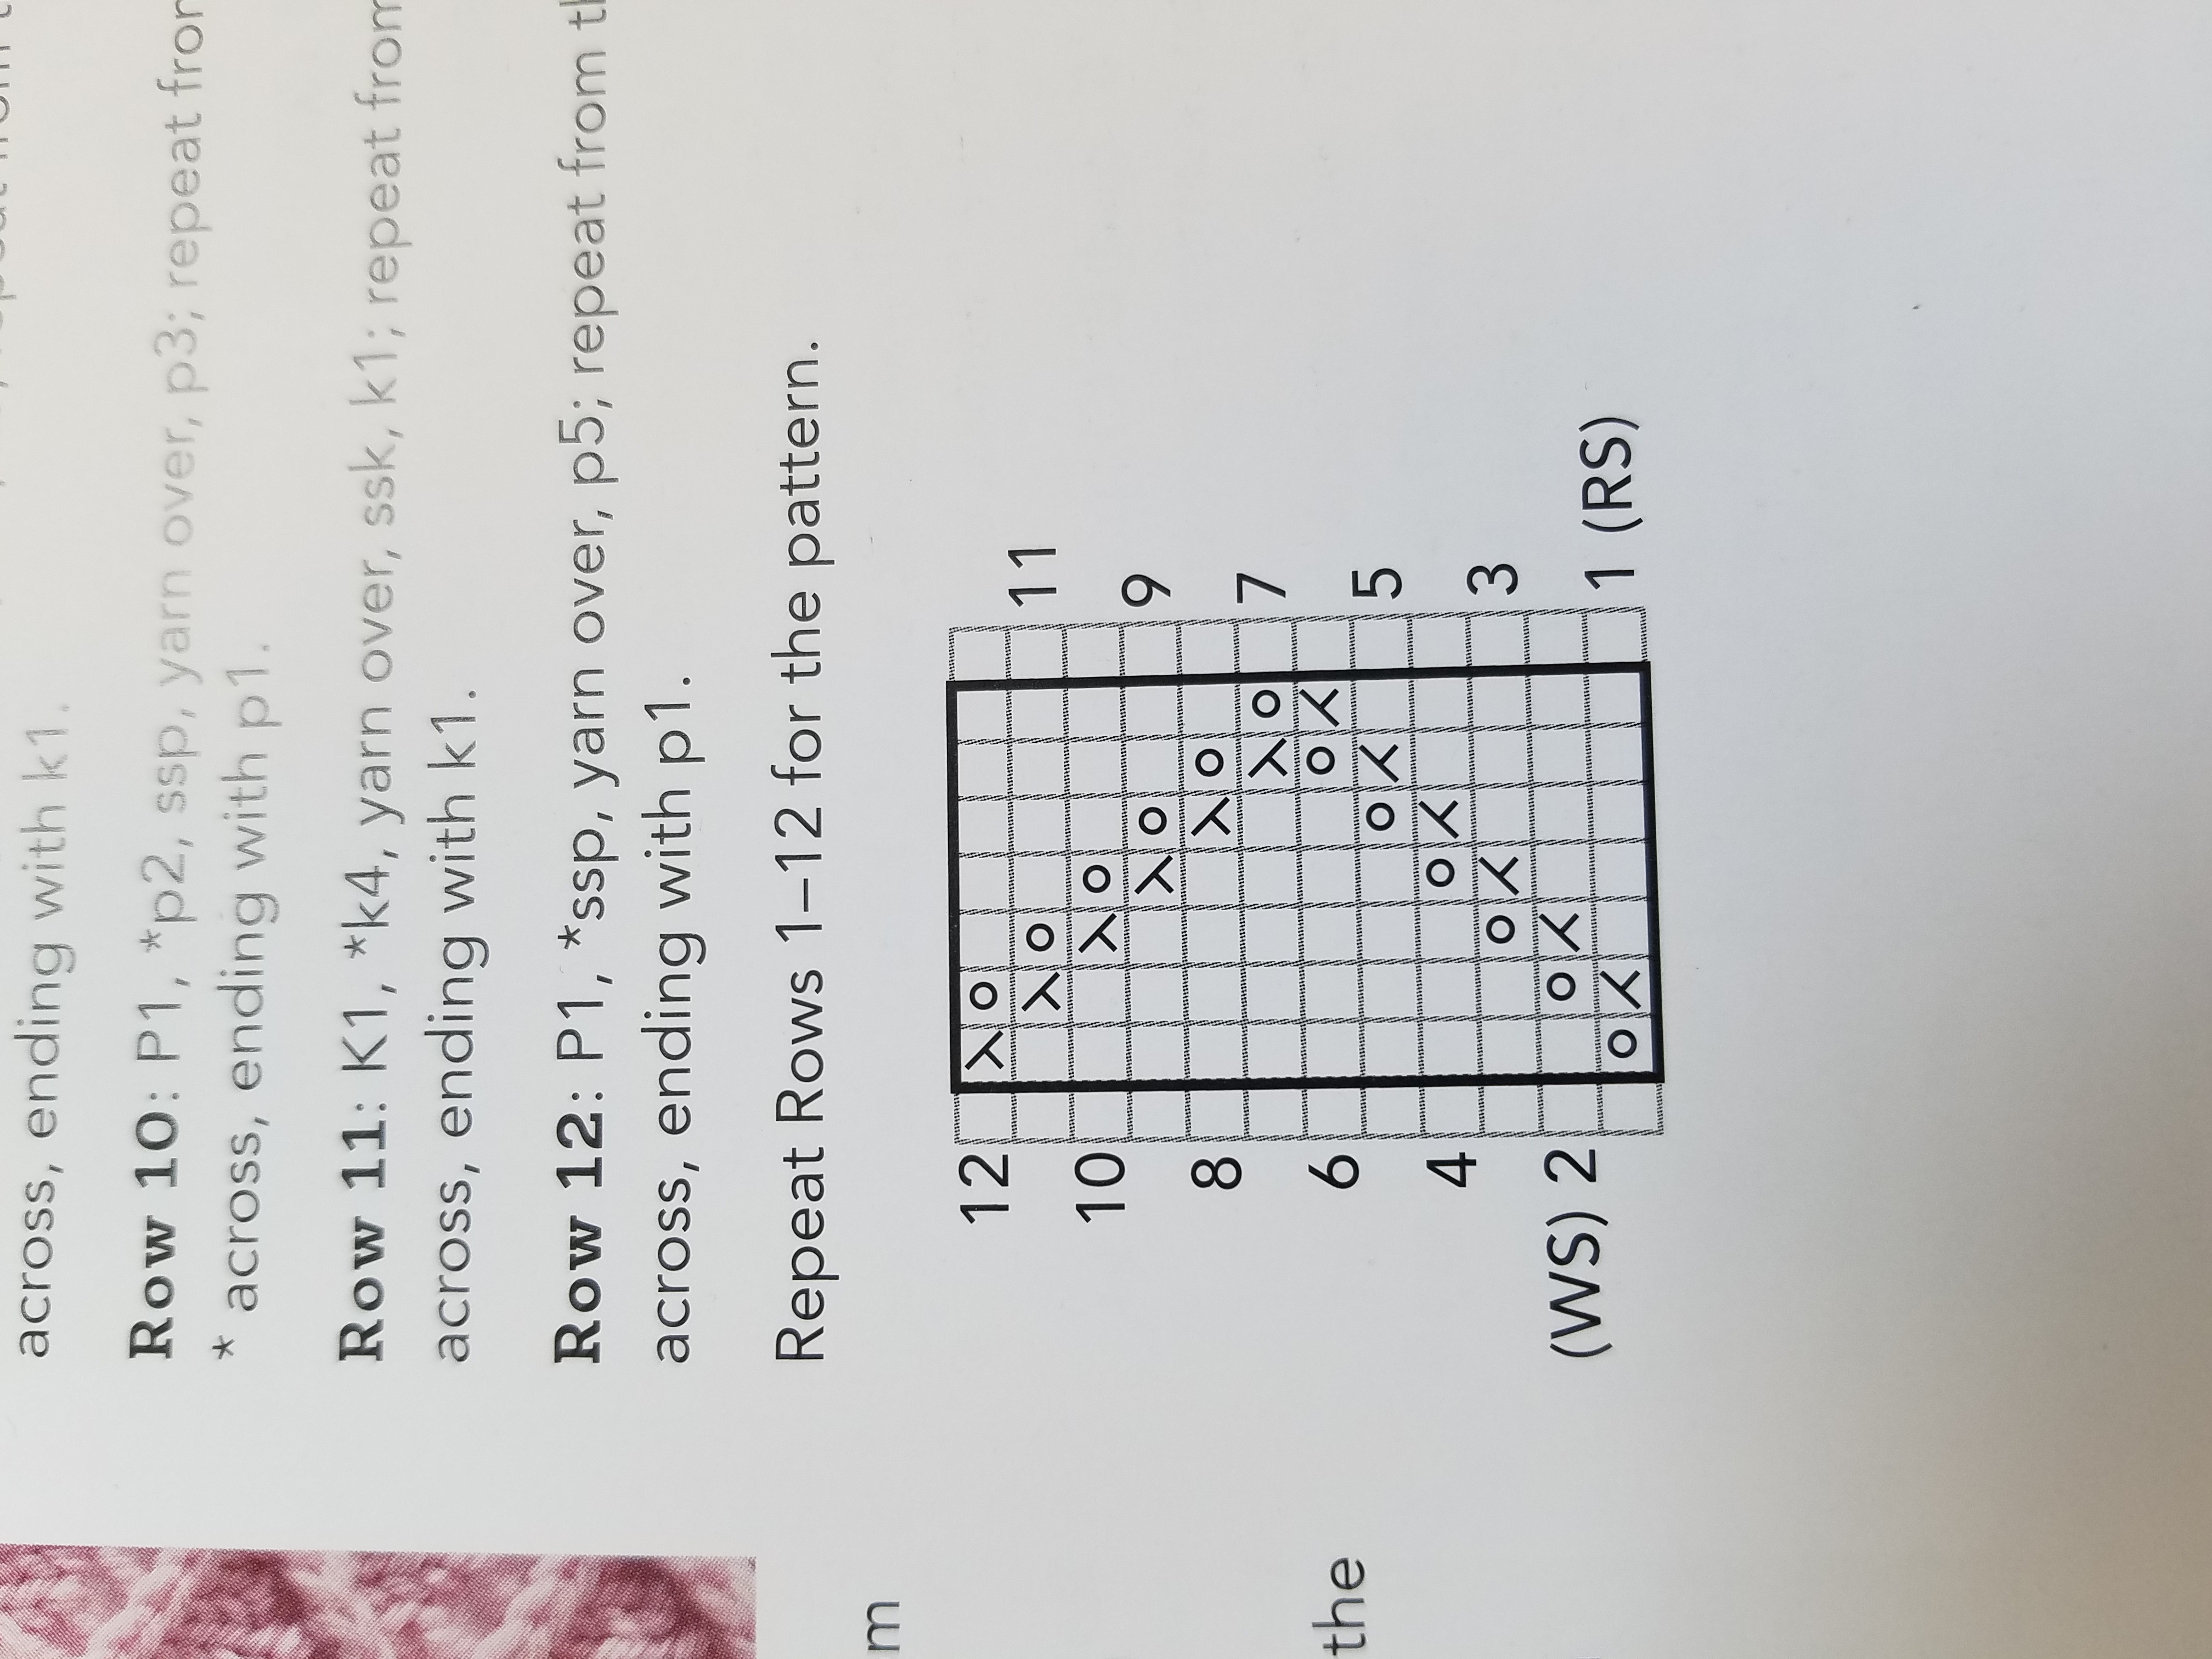 across, ending with k1.
Row 10: P1, *p2, ssp, yarn over, p3; repeat from
* across, ending with p1.
Row 11: K1, *k4, yarn over, ssk, k1; repeat from
across, ending with k1.
Row 12: P1, *ssp, yarn over, p5; repeat from
across, ending with p1.
Repeat Rows 1–12 for the pattern.
m
the
12
11
10
9
8
7
6
5
4
3
(WS) 2
1 (RS)